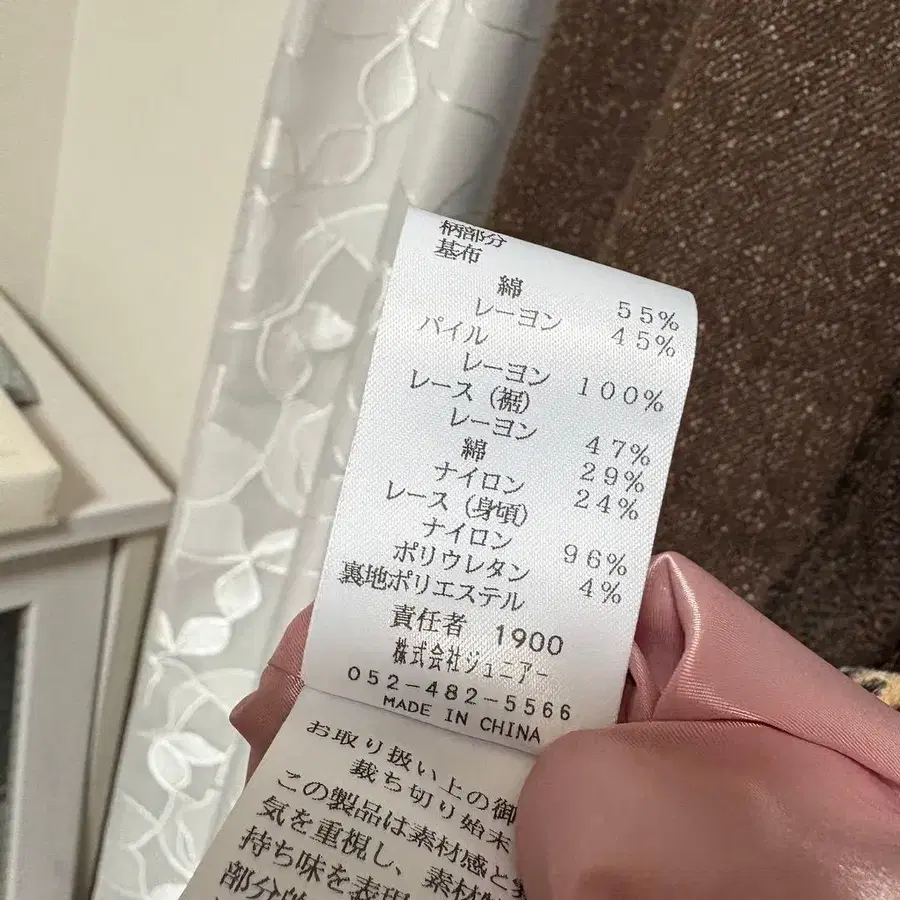 柄部分
基布
綿 55%
レーヨン 45%
パイル
レーヨン 100%
レース (裾)
レーヨン 47%
綿 29%
ナイロン 24%
レース (身頃)
ナイロン 96%
ポリウレタン 4%
裏地ポリエステル
責任者 1900
株式会社ジュニアー
052-482-5566
MADE IN CHINA
お取り扱い上の御
裁ち切り始末
この製品は素材感と
気を重視し、素材
持ち味を表現
部分的